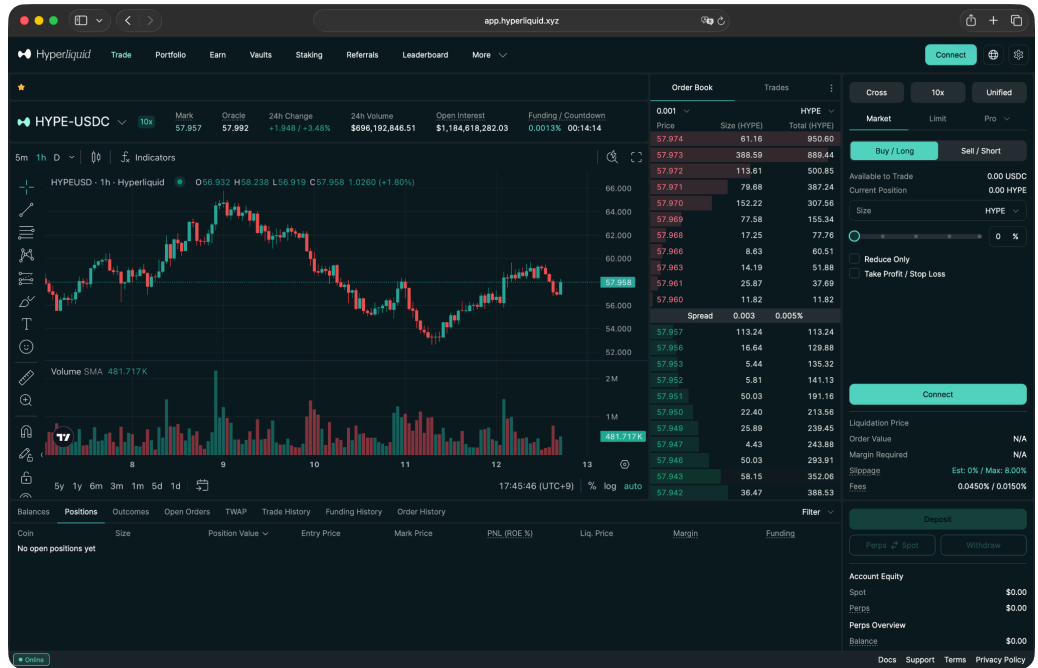 app.hyperliquid.xyz
Hyperliquid Trade Portfolio Earn Vaults Staking Referrals Leaderboard More Connect
HYPE-USDC 10x
Mark Oracle 24h Change 24h Volume Open Interest Funding / Countdown
57.957 57.992 +1.948 / +3.48% $696,192,846.51 $1,184,618,282.03 0.0013% 00:14:14
5m 1h D Indicators
HYPEUSD · 1h · Hyperliquid O56.932 H58.238 L56.919 C57.958 1.0260 (+1.80%)
66.000
64.000
62.000
60.000
57.958
56.000
54.000
52.000
Volume SMA 481.717K
2M
1M
481.717K
8 9 10 11 12 13
5y 1y 6m 3m 1m 5d 1d 17:45:46 (UTC+9) % log auto
Order Book Trades
0.001 HYPE
Price Size (HYPE) Total (HYPE)
57.974 61.16 950.60
57.973 388.59 889.44
57.972 113.61 500.85
57.971 79.68 387.24
57.970 152.22 307.56
57.969 77.58 155.34
57.968 17.25 77.76
57.966 8.63 60.51
57.963 14.19 51.88
57.961 25.87 37.69
57.960 11.82 11.82
Spread 0.003 0.005%
57.957 113.24 113.24
57.956 16.64 129.88
57.953 5.44 135.32
57.952 5.81 141.13
57.951 50.03 191.16
57.950 22.40 213.56
57.949 25.89 239.45
57.947 4.43 243.88
57.946 50.03 293.91
57.943 58.15 352.06
57.942 36.47 388.53
Cross 10x Unified
Market Limit Pro
Buy / Long Sell / Short
Available to Trade 0.00 USDC
Current Position 0.00 HYPE
Size HYPE
0 %
Reduce Only
Take Profit / Stop Loss
Connect
Liquidation Price
Order Value N/A
Margin Required N/A
Slippage Est: 0% / Max: 8.00%
Fees 0.0450% / 0.0150%
Balances Positions Outcomes Open Orders TWAP Trade History Funding History Order History Filter
Coin Size Position Value Entry Price Mark Price PNL (ROE %) Liq. Price Margin Funding
No open positions yet
Deposit
Perps Spot Withdraw
Account Equity
Spot $0.00
Perps $0.00
Perps Overview
Balance $0.00
Online Docs Support Terms Privacy Policy